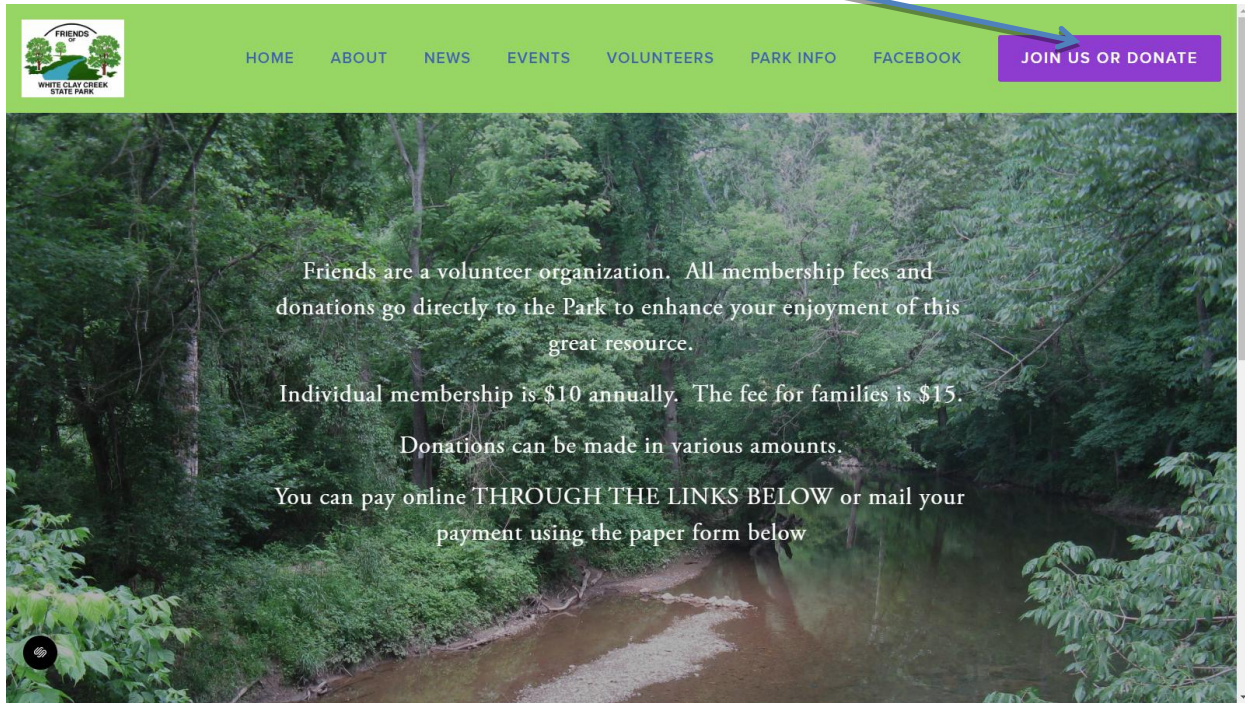 FRIENDS
OF
WHITE CLAY CREEK
STATE PARK
HOME ABOUT NEWS EVENTS VOLUNTEERS PARK INFO FACEBOOK JOIN US OR DONATE
Friends are a volunteer organization.  All membership fees and
donations go directly to the Park to enhance your enjoyment of this
great resource.
Individual membership is $10 annually.  The fee for families is $15.
Donations can be made in various amounts.
You can pay online THROUGH THE LINKS BELOW or mail your
payment using the paper form below